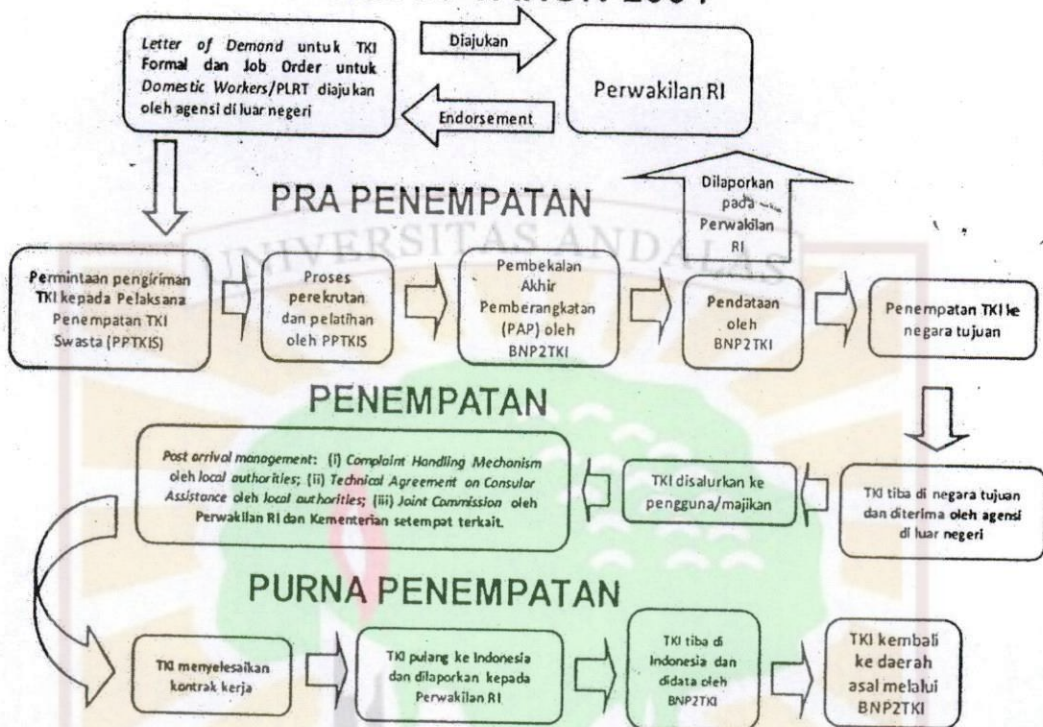 Letter of Demand untuk TKI
Formal dan Job Order untuk
Domestic Workers/PLRT diajukan
oleh agensi di luar negeri
Diajukan
Endorsement
Perwakilan RI
Dilaporkan
pada
Perwakilan
RI
PRA PENEMPATAN
UNIVERSITAS ANDALAS
Permintaan pengiriman
TKI kepada Pelaksana
Penempatan TKI
Swasta (PPTKIS)
Proses
perekrutan
dan pelatihan
oleh PPTKIS
Pembekalan
Akhir
Pemberangkatan
(PAP) oleh
BNP2TKI
Pendataan
oleh
BNP2TKI
Penempatan TKI ke
negara tujuan
PENEMPATAN
Post arrival management: (i) Complaint Handling Mechanism
oleh local authorities; (ii) Technical Agreement on Consular
Assistance oleh local authorities; (iii) Joint Commission oleh
Perwakilan RI dan Kementerian setempat terkait.
TKI disalurkan ke
pengguna/majikan
TKI tiba di negara tujuan
dan diterima oleh agensi
di luar negeri
PURNA PENEMPATAN
TKI menyelesaikan
kontrak kerja
TKI pulang ke Indonesia
dan dilaporkan kepada
Perwakilan RI
TKI tiba di
Indonesia dan
didata oleh
BNP2TKI
TKI kembali
ke daerah
asal melalui
BNP2TKI